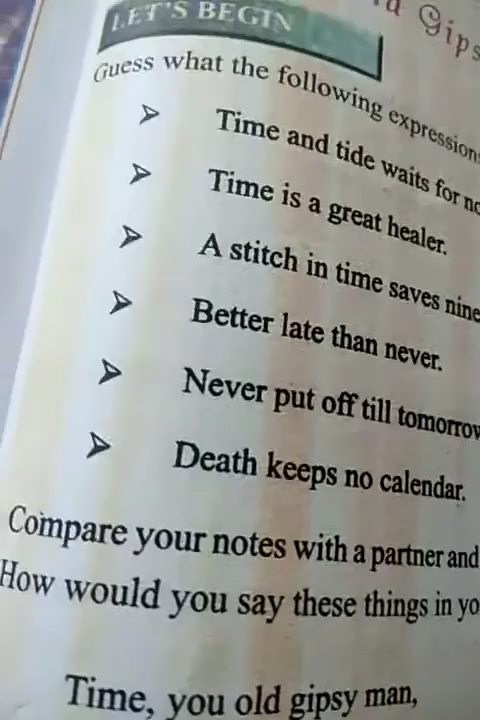 Gips
LET'S BEGIN
Guess what the following expressions
Time and tide waits for no
Time is a great healer.
A stitch in time saves nine
Better late than never.
Never put off till tomorrow
Death keeps no calendar.
Compare your notes with a partner and
How would you say these things in yo
Time, you old gipsy man,